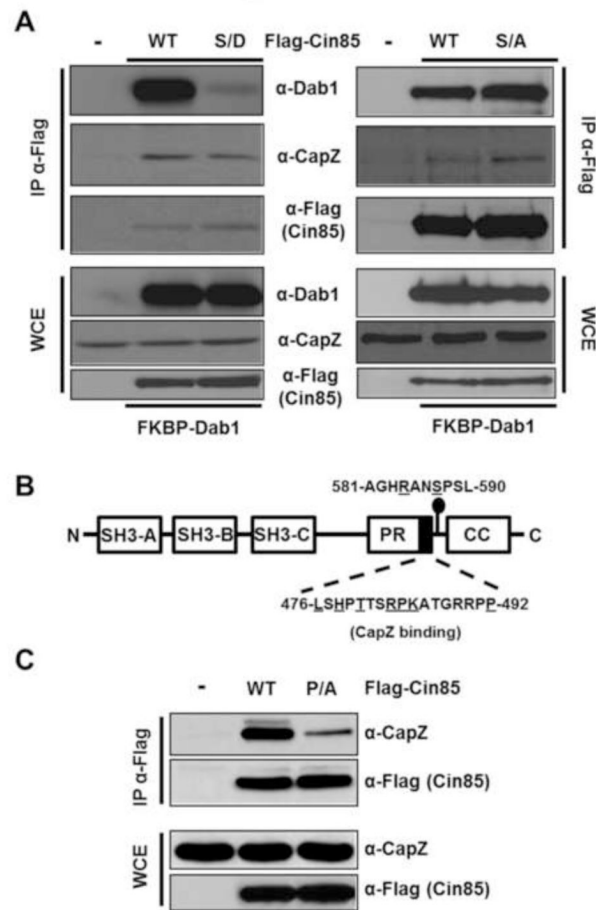 A
- WT S/D Flag-Cin85 - WT S/A
IP α-Flag
α-Dab1
α-CapZ
α-Flag
(Cin85)
IP α-Flag
WCE
α-Dab1
α-CapZ
α-Flag
(Cin85)
WCE
FKBP-Dab1 FKBP-Dab1
B
581-AGHRANSPSL-590
N SH3-A SH3-B SH3-C PR CC C
476-LSHPTTSRPKATGRRPP-492
(CapZ binding)
C
- WT P/A Flag-Cin85
IP α-Flag
α-CapZ
α-Flag (Cin85)
WCE
α-CapZ
α-Flag (Cin85)